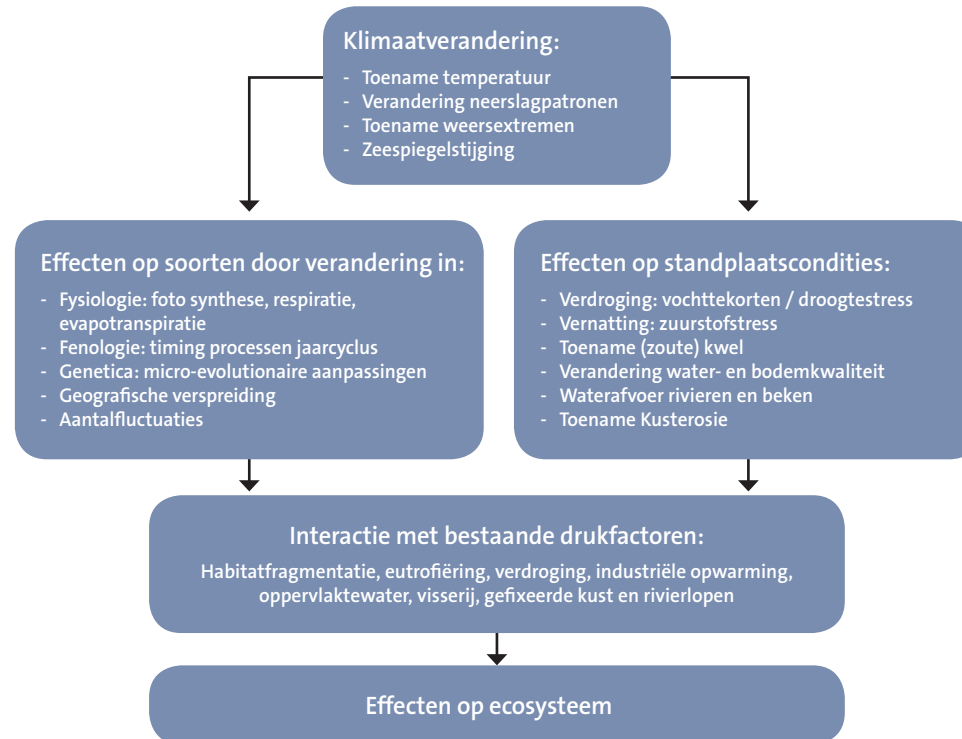 Klimaatverandering:
- Toename temperatuur
- Verandering neerslagpatronen
- Toename weersextremen
- Zeespiegelstijging
Effecten op soorten door verandering in:
- Fysiologie: foto synthese, respiratie,
evapotranspiratie
- Fenologie: timing processen jaarcyclus
- Genetica: micro-evolutionaire aanpassingen
- Geografische verspreiding
- Aantalfluctuaties
Effecten op standplaatscondities:
- Verdroging: vochttekorten / droogtestress
- Vernatting: zuurstofstress
- Toename (zoute) kwel
- Verandering water- en bodemkwaliteit
- Waterafvoer rivieren en beken
- Toename Kusterosie
Interactie met bestaande drukfactoren:
Habitatfragmentatie, eutrofiëring, verdroging, industriële opwarming,
oppervlaktewater, visserij, gefixeerde kust en rivierlopen
Effecten op ecosysteem